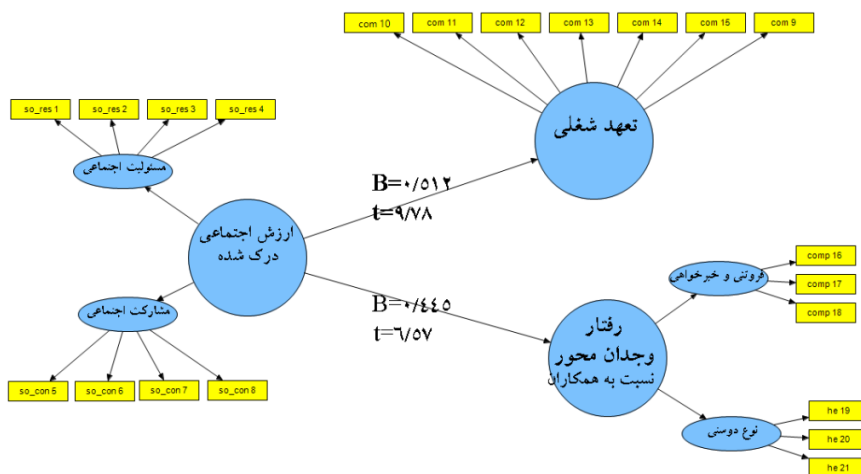 com 10
com 11
com 12
com 13
com 14
com 15
com 9
تعهد شغلی
so_res 1
so_res 2
so_res 3
so_res 4
مسئولیت اجتماعی
B=۰/۵۱۲
t=۹/۷۸
ارزش اجتماعی
درک شده
مشارکت اجتماعی
so_con 5
so_con 6
so_con 7
so_con 8
B=۰/٤٤٥
t=٦/٥٧
رفتار
وجدان محور
نسبت به همکاران
فروتنی و خیرخواهی
comp 16
comp 17
comp 18
نوع دوستی
he 19
he 20
he 21